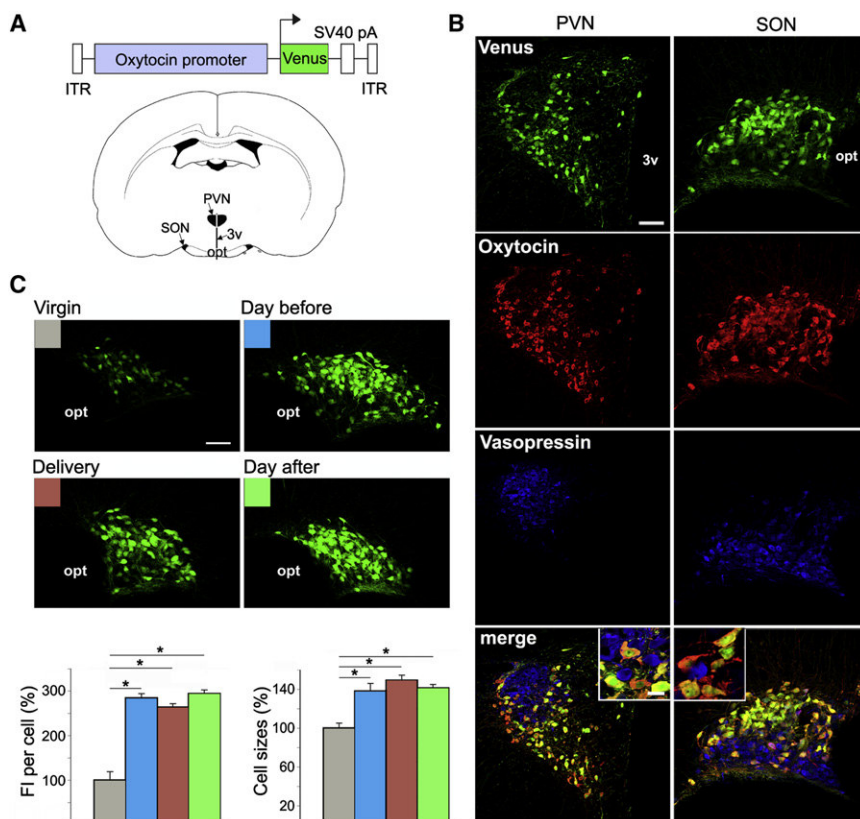 A
SV40 pA
Oxytocin promoter
Venus
ITR
ITR
PVN
SON
3v
opt
B
PVN
SON
Venus
3v
opt
Oxytocin
Vasopressin
merge
C
Virgin
Day before
opt
opt
Delivery
Day after
opt
opt
FI per cell (%)
300
200
100
Cell sizes (%)
140
100
60
20